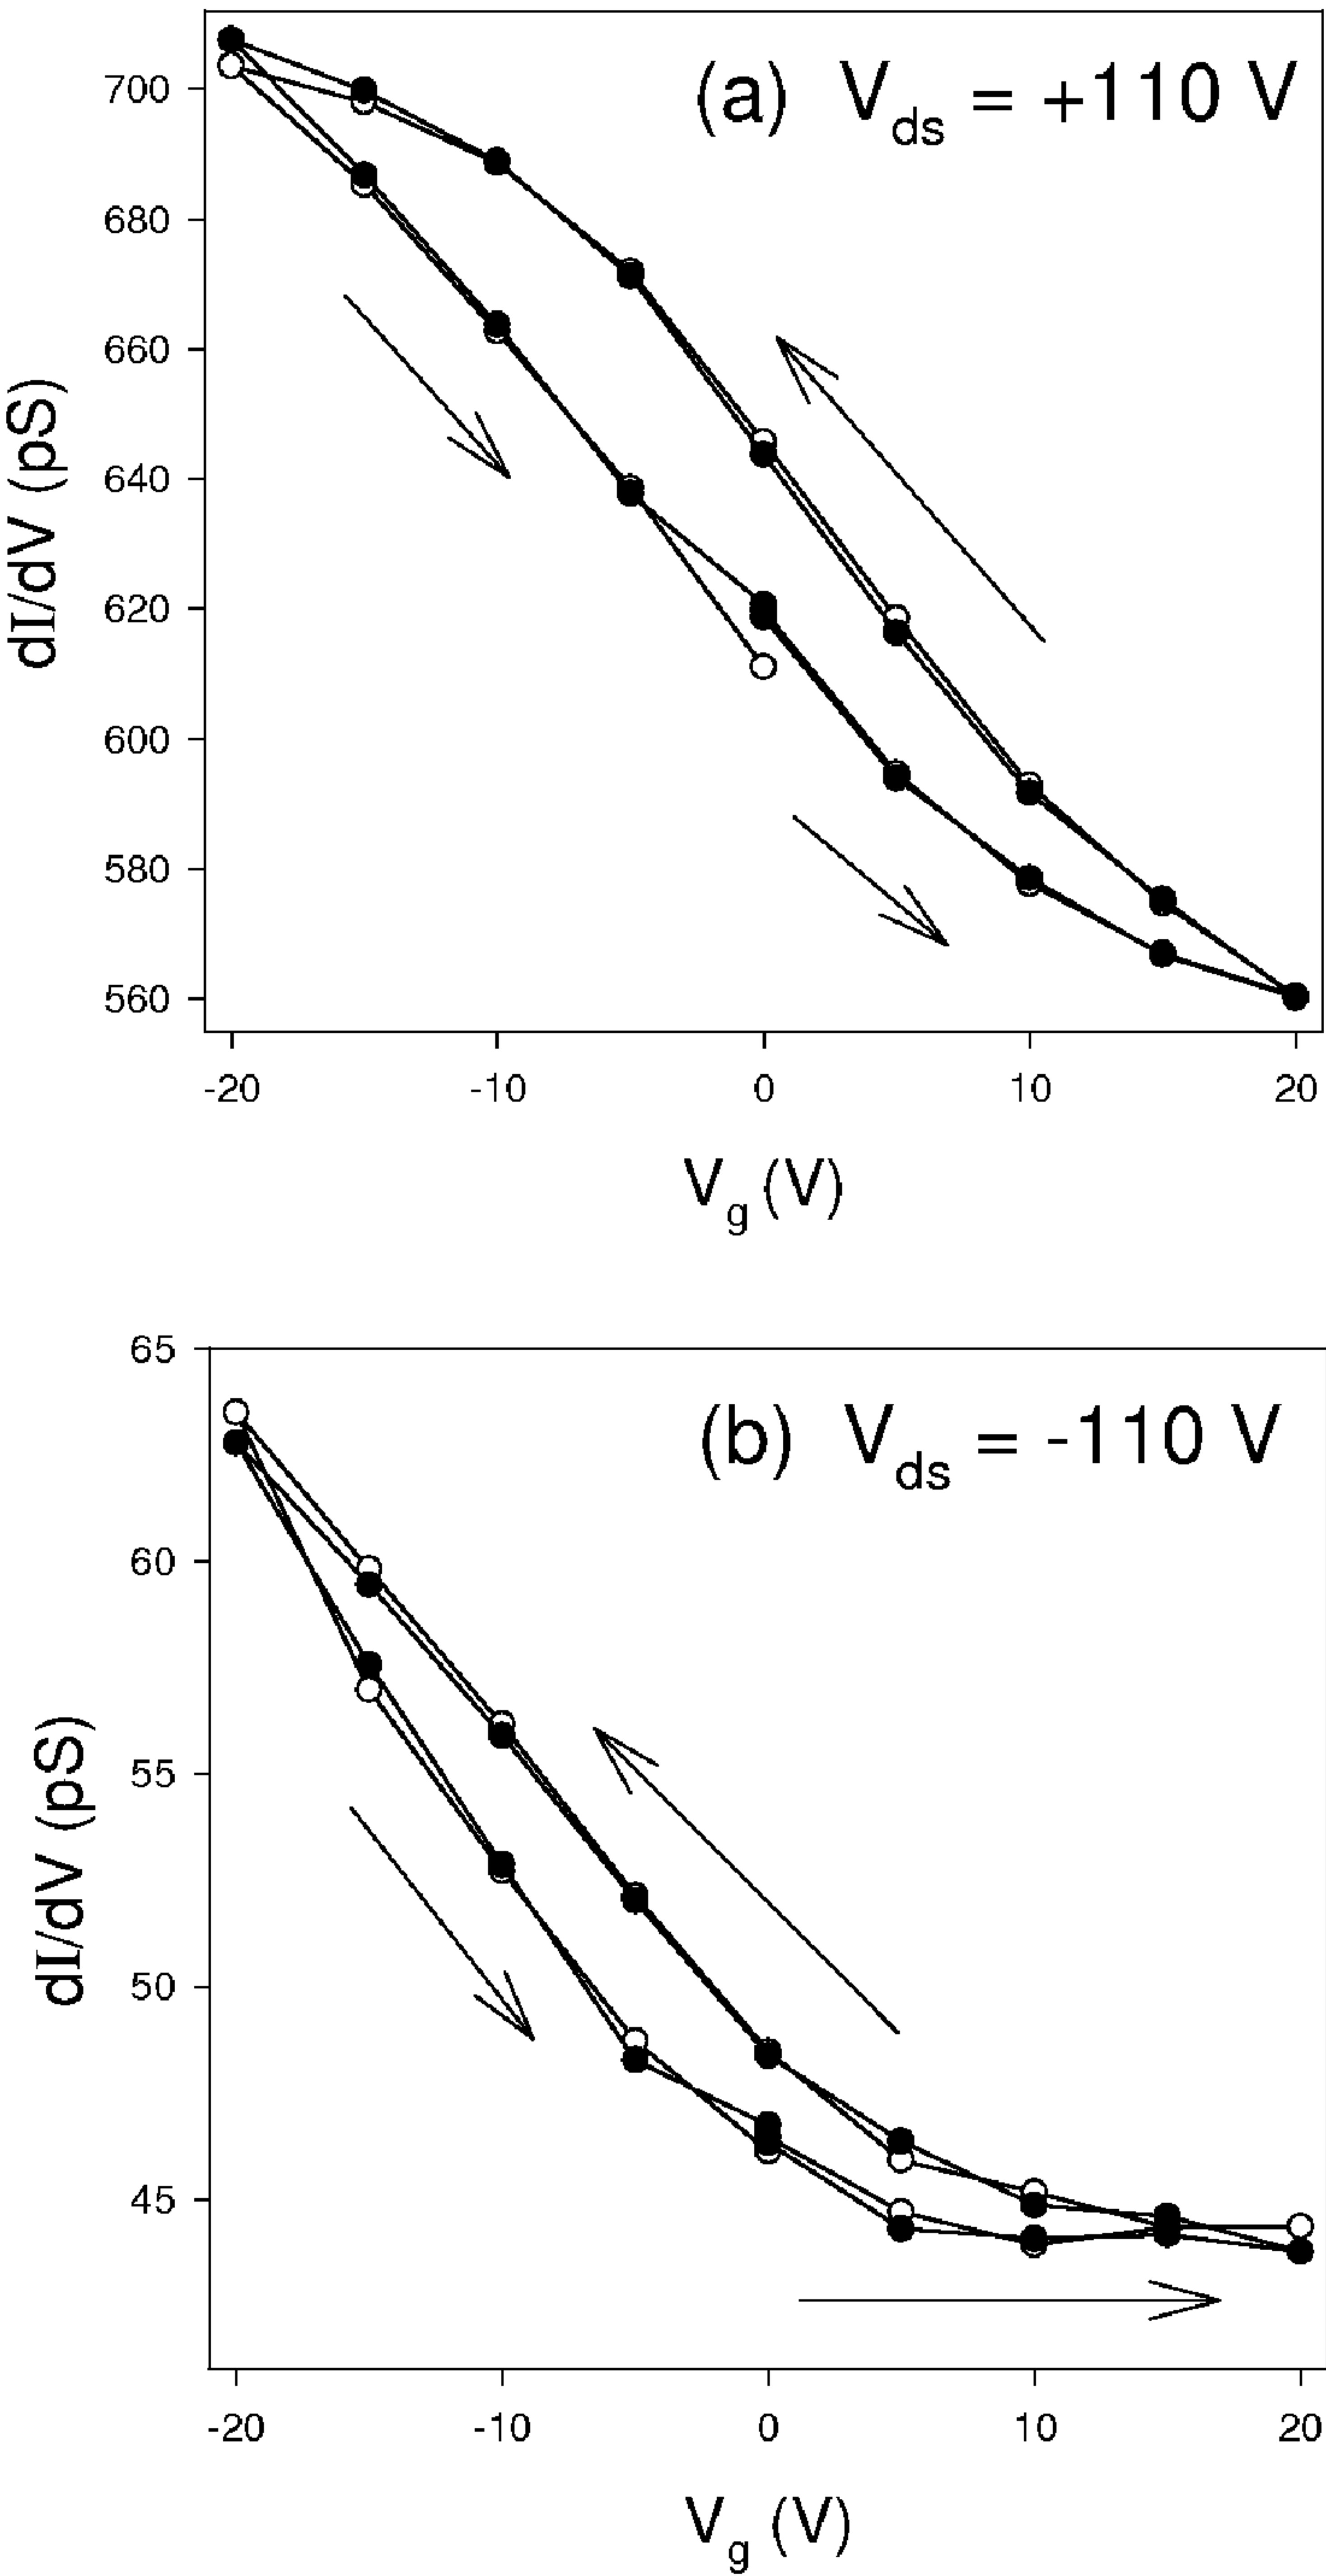 (a) V_ds = +110 V
700
680
660
640
620
600
580
560
dI/dV (pS)
-20 -10 0 10 20
V_g (V)
(b) V_ds = -110 V
65
60
55
50
45
dI/dV (pS)
-20 -10 0 10 20
V_g (V)